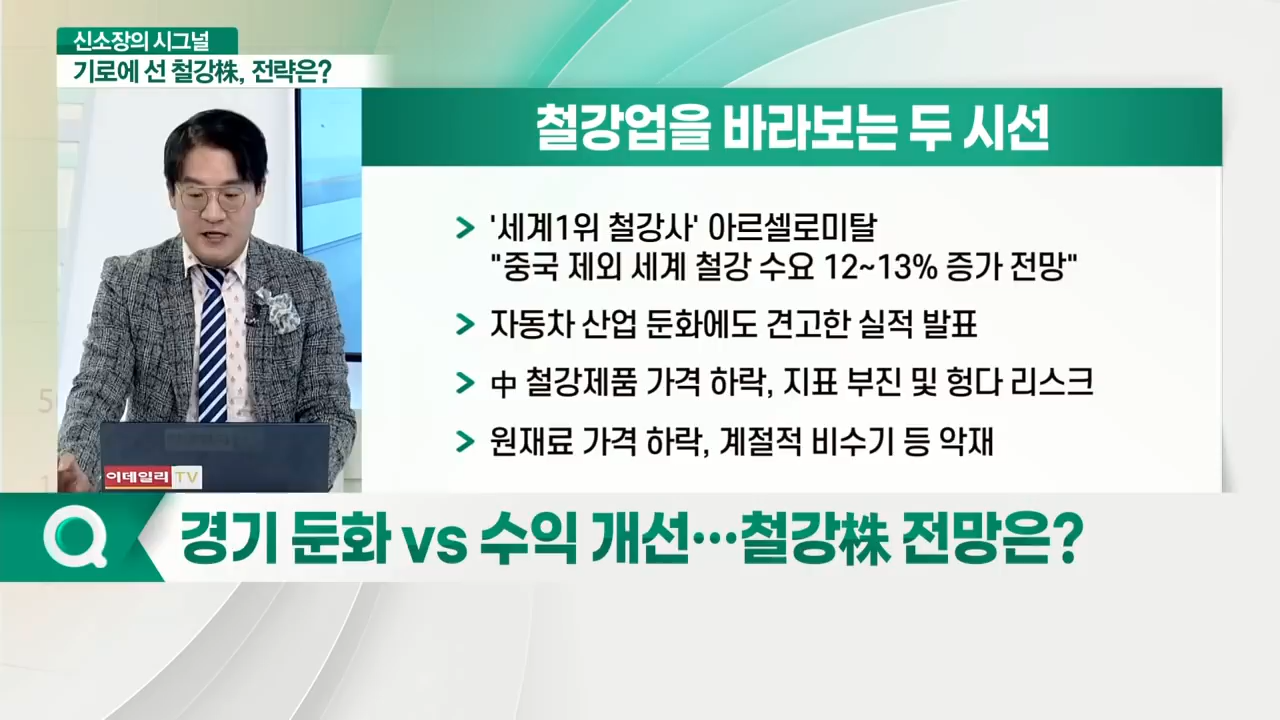 신소장의 시그널
기로에 선 철강株, 전략은?
철강업을 바라보는 두 시선
'세계1위 철강사' 아르셀로미탈
"중국 제외 세계 철강 수요 12~13% 증가 전망"
자동차 산업 둔화에도 견고한 실적 발표
中 철강제품 가격 하락, 지표 부진 및 헝다 리스크
원재료 가격 하락, 계절적 비수기 등 악재
이데일리 TV
경기 둔화 vs 수익 개선…철강株 전망은?